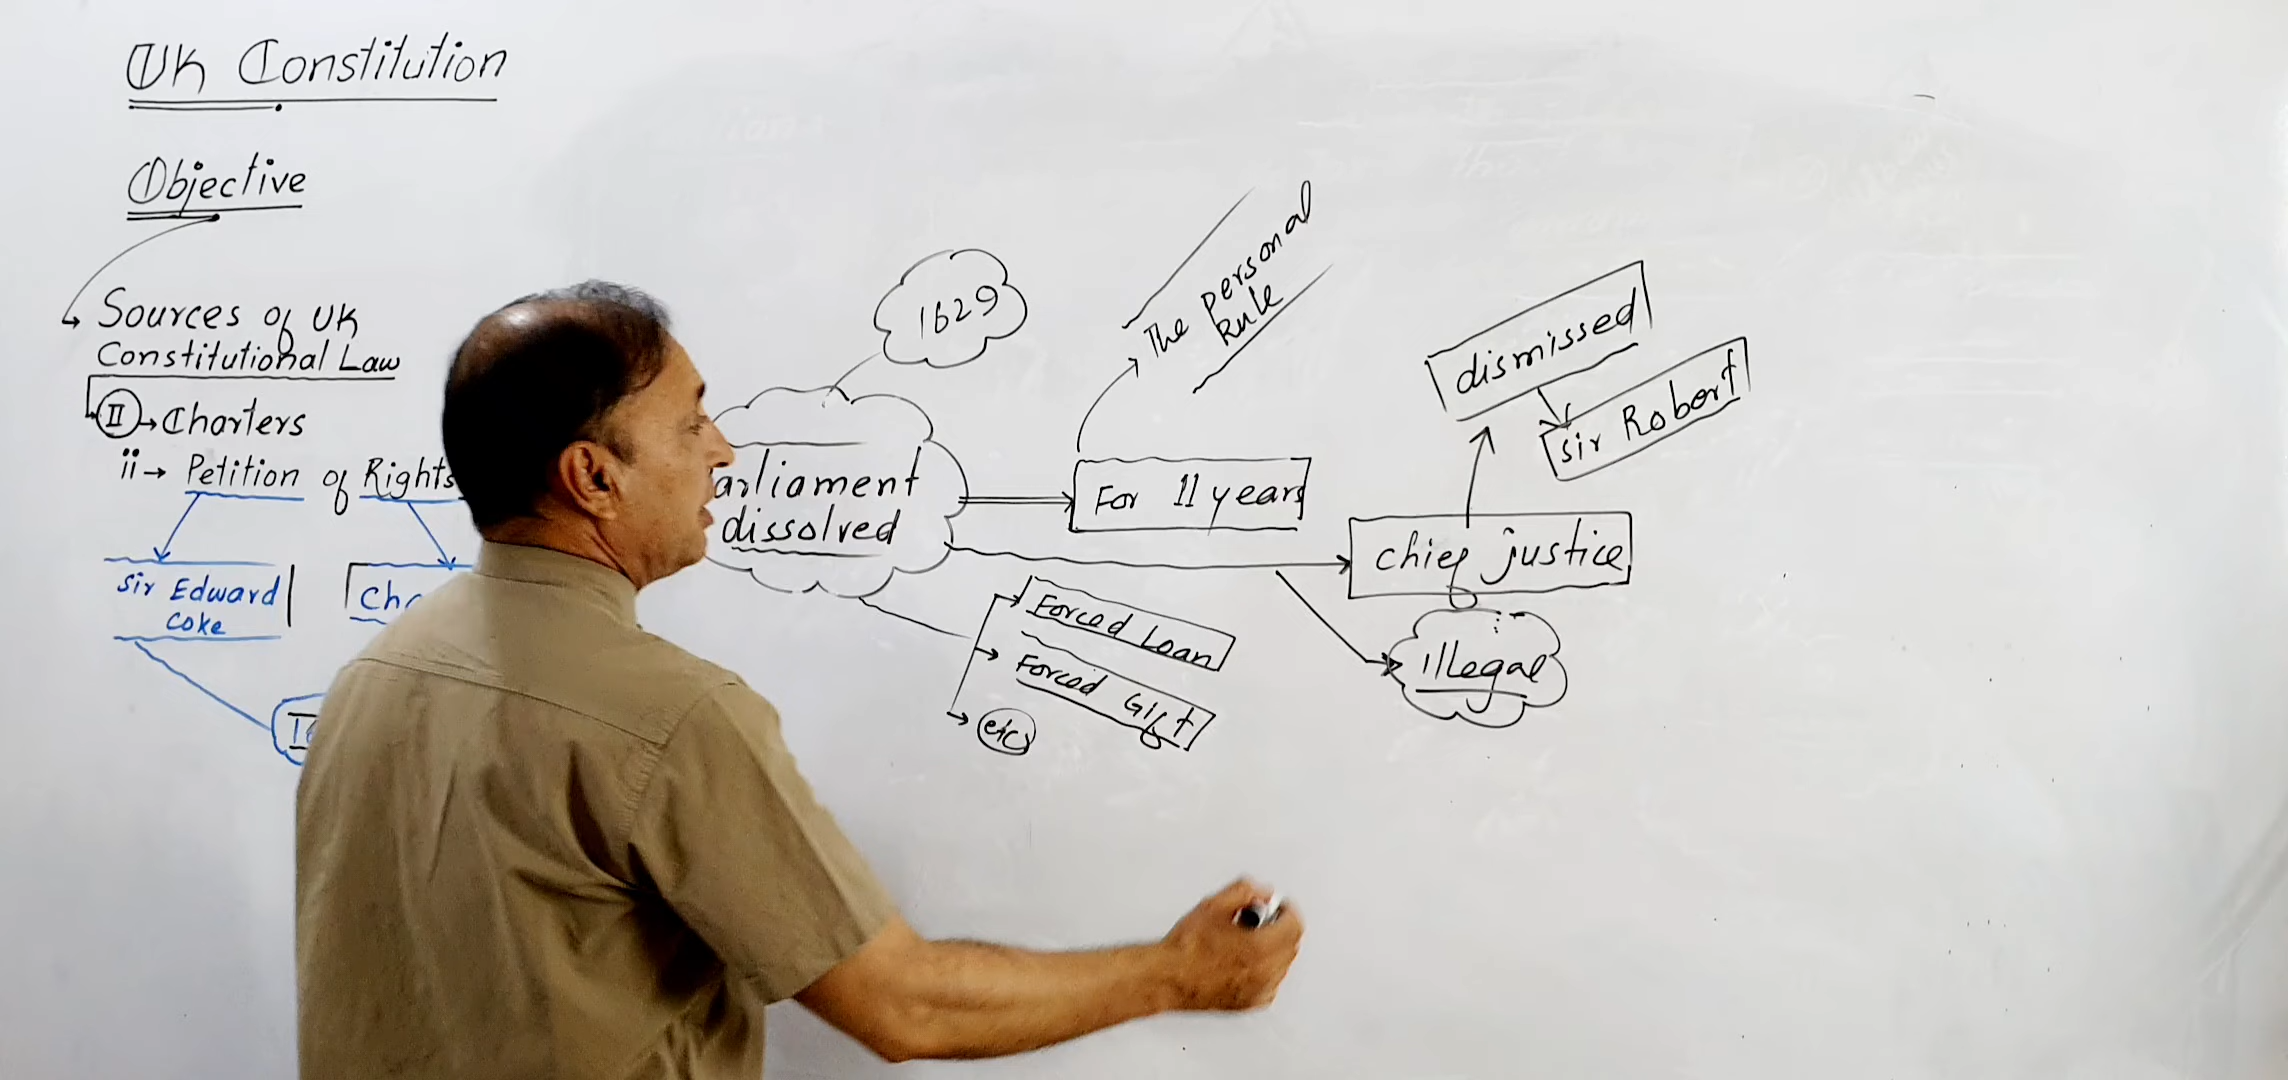 UK Constitution
Objective
Sources of UK
Constitutional Law
II → Charters
ii → Petition of Rights
Sir Edward
Coke
1629
arliament
dissolved
For 11 years
The personal
Rule
dismissed
Sir Robert
chief justice
illegal
Forced Loan
Forced Gift
etc